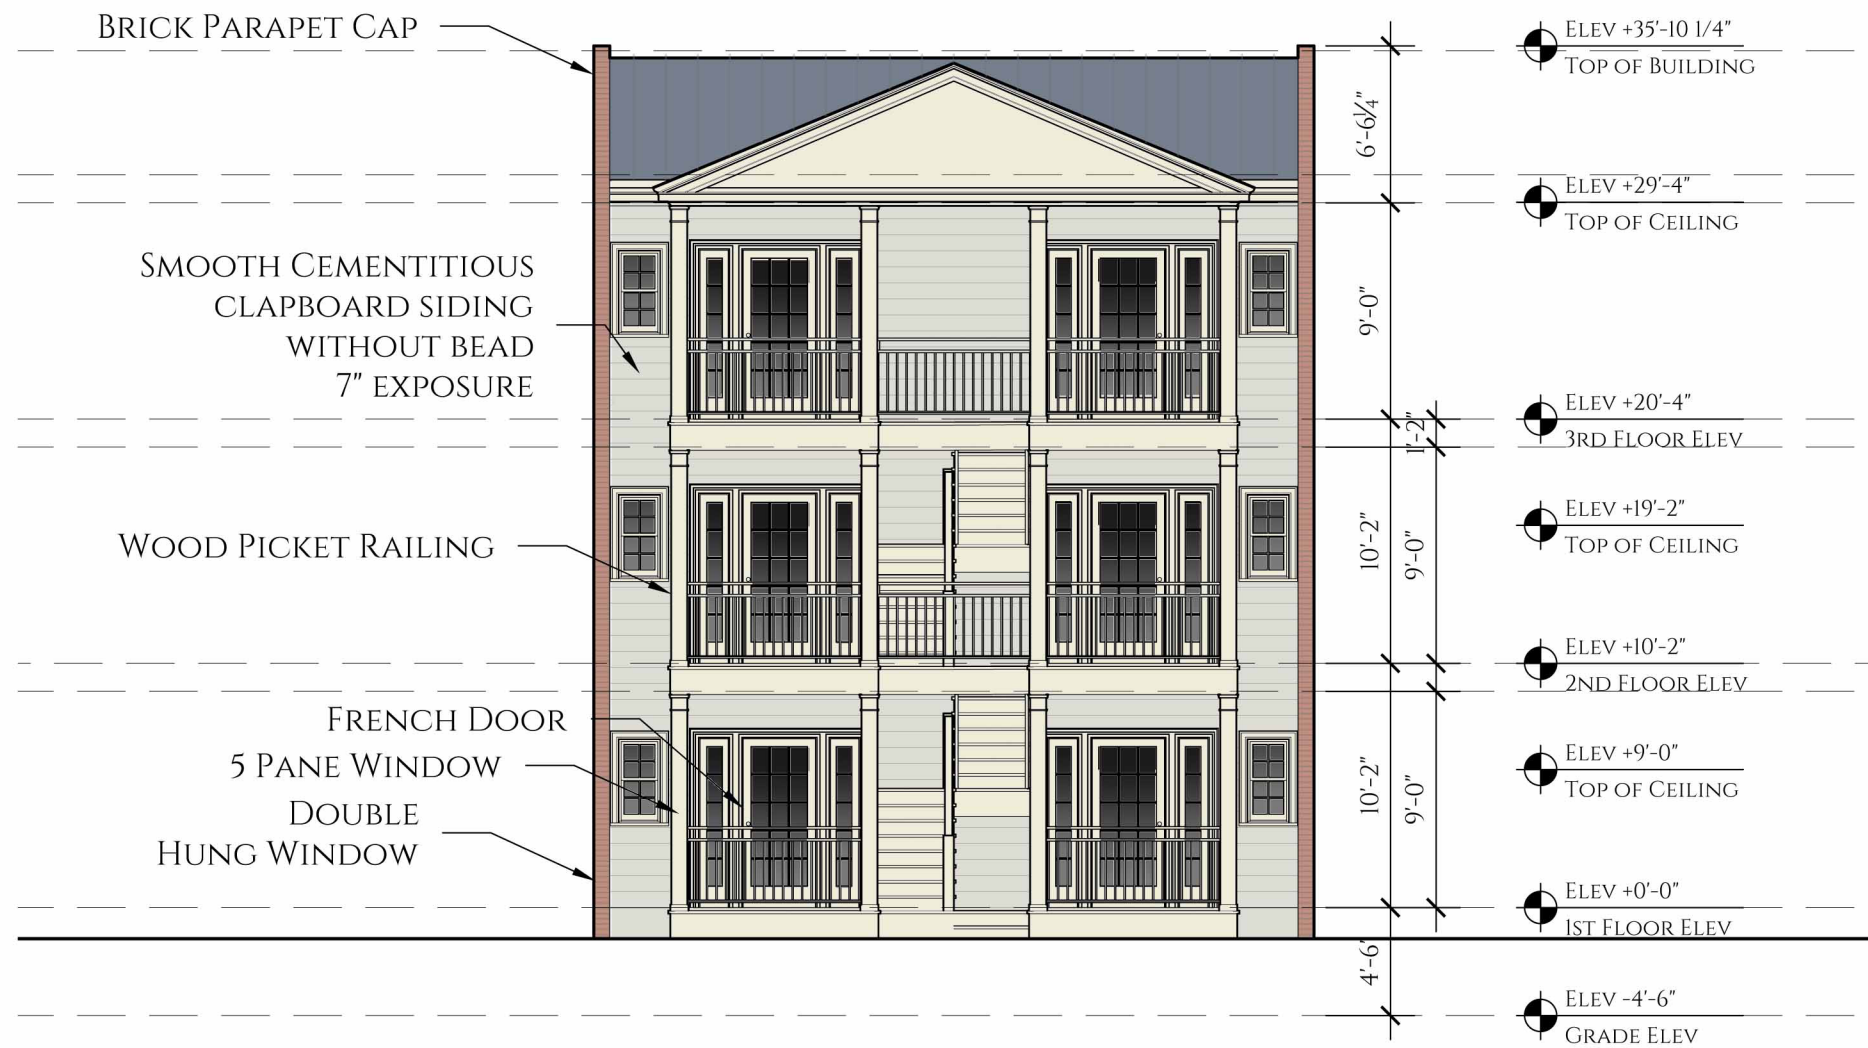 BRICK PARAPET CAP
SMOOTH CEMENTITIOUS
CLAPBOARD SIDING
WITHOUT BEAD
7" EXPOSURE
WOOD PICKET RAILING
FRENCH DOOR
5 PANE WINDOW
DOUBLE
HUNG WINDOW
6'-6¼"
9'-0"
1'-2"
10'-2"
9'-0"
10'-2"
9'-0"
4'-6"
ELEV +35'-10 1/4"
TOP OF BUILDING
ELEV +29'-4"
TOP OF CEILING
ELEV +20'-4"
3RD FLOOR ELEV
ELEV +19'-2"
TOP OF CEILING
ELEV +10'-2"
2ND FLOOR ELEV
ELEV +9'-0"
TOP OF CEILING
ELEV +0'-0"
1ST FLOOR ELEV
ELEV -4'-6"
GRADE ELEV